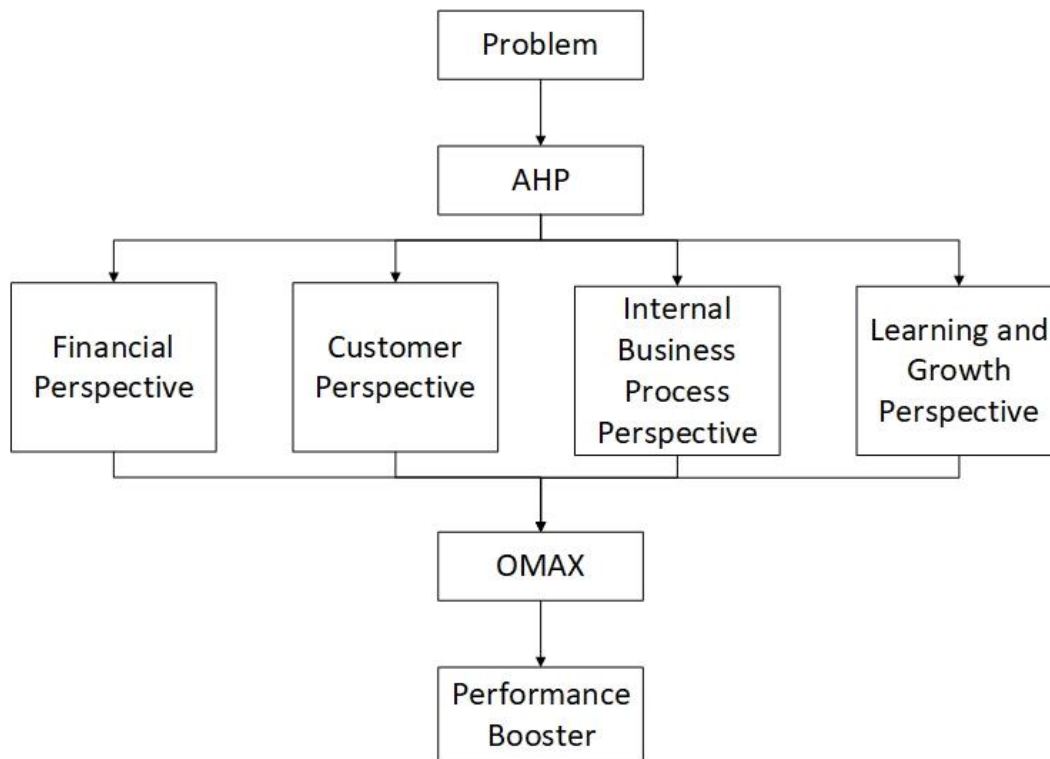 Problem
AHP
Financial
Perspective
Customer
Perspective
Internal
Business
Process
Perspective
Learning and
Growth
Perspective
OMAX
Performance
Booster